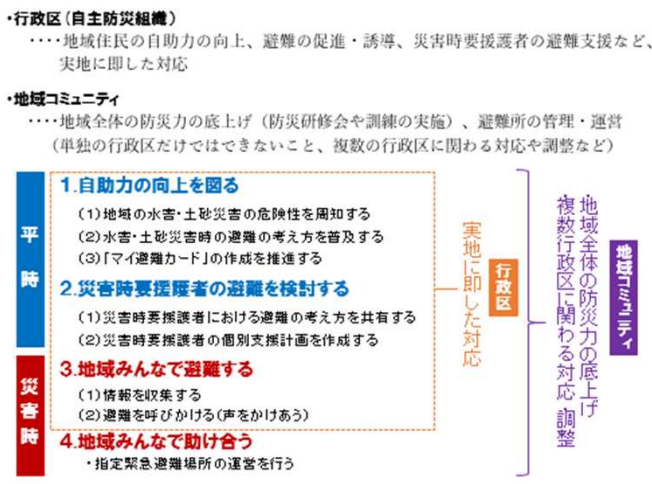 ・行政区(自主防災組織)
‥‥地域住民の自助力の向上、避難の促進・誘導、災害時要援護者の避難支援など、
実地に即した対応
・地域コミュニティ
‥‥地域全体の防災力の底上げ(防災研修会や訓練の実施)、避難所の管理・運営
(単独の行政区だけではできないこと、複数の行政区に関わる対応や調整など)
平時
1.自助力の向上を図る
(1)地域の水害・土砂災害の危険性を周知する
(2)水害・土砂災害時の避難の考え方を普及する
(3)「マイ避難カード」の作成を推進する
2.災害時要援護者の避難を検討する
(1)災害時要援護者における避難の考え方を共有する
(2)災害時要援護者の個別支援計画を作成する
災害時
3.地域みんなで避難する
(1)情報を収集する
(2)避難を呼びかける(声をかけあう)
4.地域みんなで助け合う
・指定緊急避難場所の運営を行う
行政区
実地に即した対応
地域コミュニティ
・地域全体の防災力の底上げ
・複数行政区に関わる対応・調整